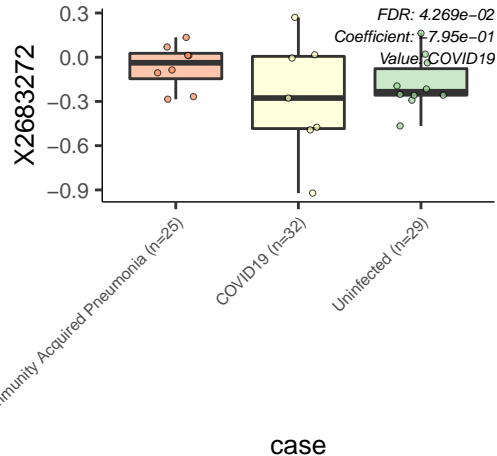 FDR: 4.269e−02
Coefficient: −7.95e−01
Value: COVID19
X2683272
0.3
0.0
−0.3
−0.6
−0.9
mmunity Acquired Pneumonia (n=25)
COVID19 (n=32)
Uninfected (n=29)
case